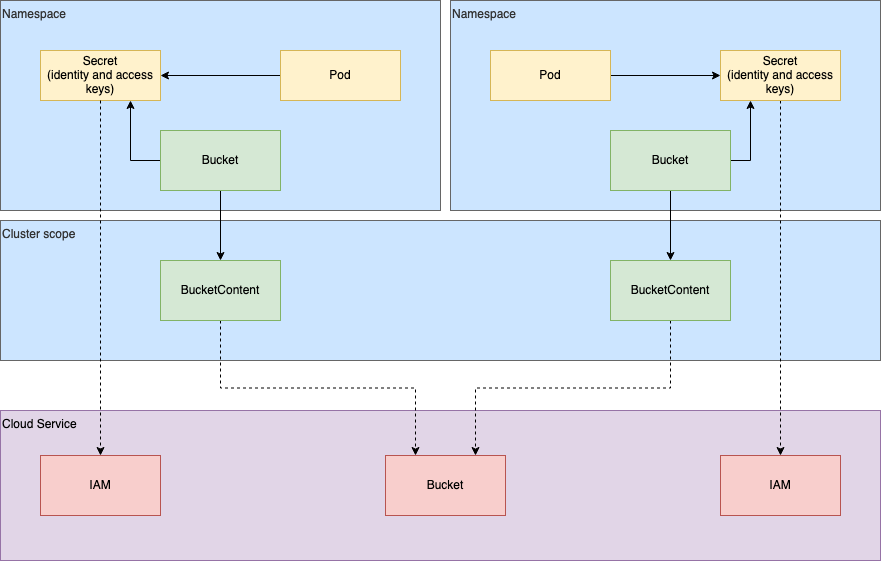 Namespace
Secret
(identity and access
keys)
Pod
Bucket
Namespace
Pod
Secret
(identity and access
keys)
Bucket
Cluster scope
BucketContent
BucketContent
Cloud Service
IAM
Bucket
IAM